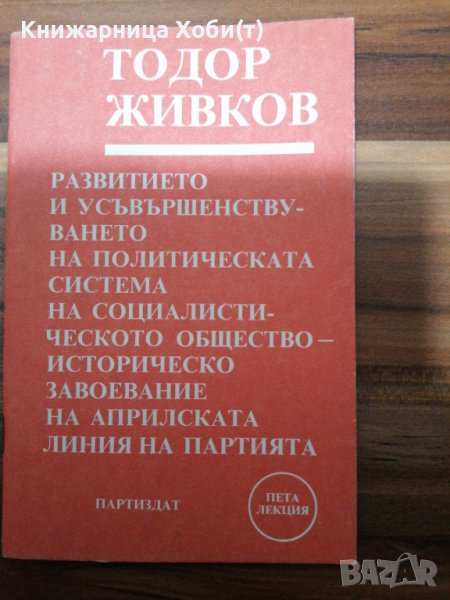 Книжарница Хоби(т)
ТОДОР
ЖИВКОВ
РАЗВИТИЕТО
И УСЪВЪРШЕНСТВУ-
ВАНЕТО
НА ПОЛИТИЧЕСКАТА
СИСТЕМА
НА СОЦИАЛИСТИ-
ЧЕСКОТО ОБЩЕСТВО –
ИСТОРИЧЕСКО
ЗАВОЕВАНИЕ
НА АПРИЛСКАТА
ЛИНИЯ НА ПАРТИЯТА
ПАРТИЗДАТ
ПЕТА
ЛЕКЦИЯ
BAZAR